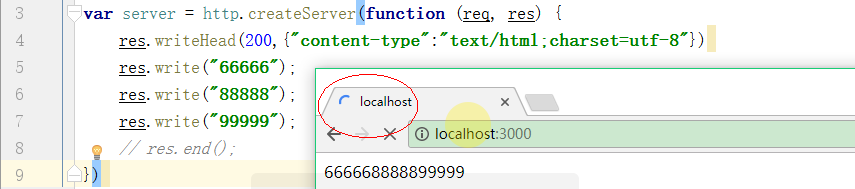 3 var server = http.createServer(function (req, res) {
4 res.writeHead(200,{"content-type":"text/html;charset=utf-8"})
5 res.write("66666");
6 res.write("88888");
7 res.write("99999");
8 // res.end();
9 })
localhost
localhost:3000
666668888899999